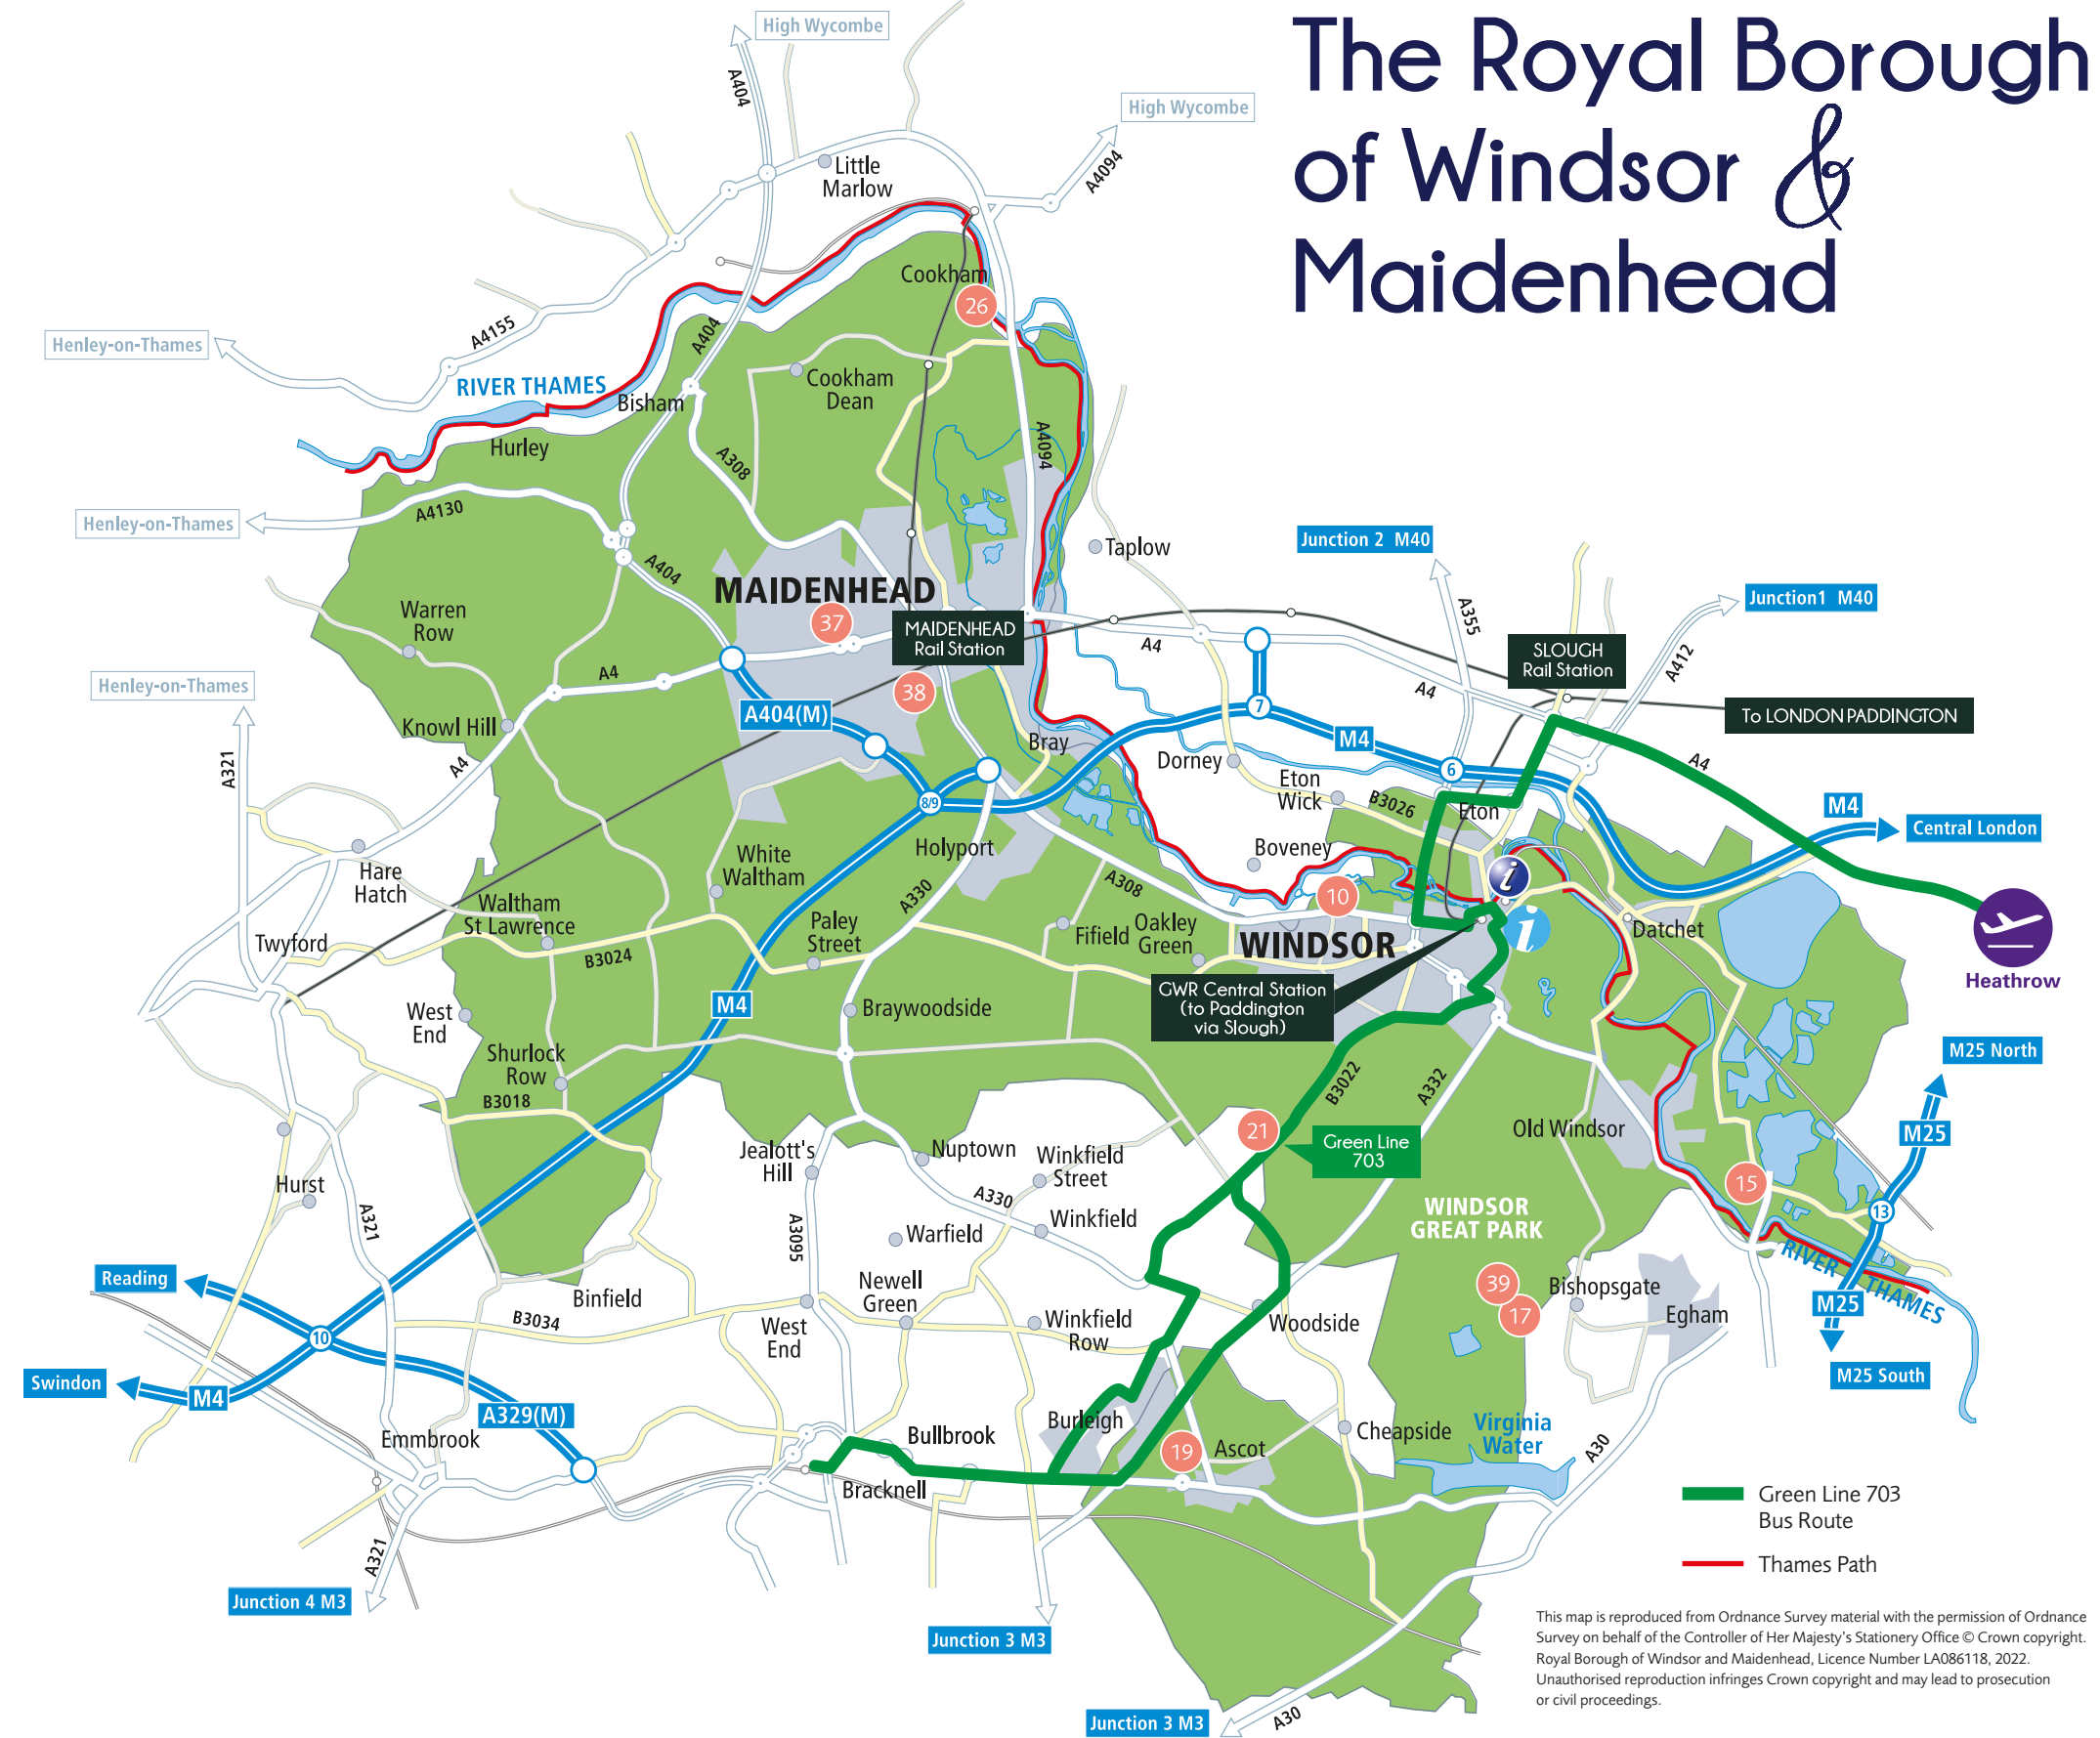 The Royal Borough
of Windsor &
Maidenhead
High Wycombe
A404
High Wycombe
A4094
Little
Marlow
Cookham
26
Henley-on-Thames
A4155
RIVER THAMES
A404
Bisham
Cookham
Dean
Hurley
A308
A4094
Henley-on-Thames
A4130
A404
Taplow
Junction 2 M40
A355
Junction1 M40
MAIDENHEAD
37
MAIDENHEAD
Rail Station
Warren
Row
A4
SLOUGH
Rail Station
A412
Henley-on-Thames
A4
38
A4
To LONDON PADDINGTON
A404(M)
7
Knowl Hill
Bray
M4
Dorney
6
A4
A321
A4
Eton
Wick
B3026
Eton
8/9
M4
Central London
Hare
Hatch
White
Waltham
Holyport
Boveney
A308
i
10
A330
Waltham
St Lawrence
Paley
Street
Fifield
Oakley
Green
WINDSOR
i
Datchet
Twyford
B3024
Heathrow
GWR Central Station
(to Paddington
via Slough)
West
End
M4
Braywoodside
Shurlock
Row
M25 North
B3018
B3022
A332
Old Windsor
M25
21
Green Line
703
Jealott's
Hill
Nuptown
Winkfield
Street
Hurst
A330
15
A321
A3095
Warfield
Winkfield
WINDSOR
GREAT PARK
13
RIVER THAMES
Reading
Binfield
Newell
Green
39
17
Bishopsgate
M25
Egham
10
B3034
West
End
Winkfield
Row
Woodside
Swindon
M4
M25 South
A329(M)
Emmbrook
Bullbrook
Burleigh
19
Ascot
Cheapside
Virginia
Water
A30
Bracknell
Green Line 703
Bus Route
A321
Thames Path
Junction 4 M3
Junction 3 M3
Junction 3 M3
A30
This map is reproduced from Ordnance Survey material with the permission of Ordnance
Survey on behalf of the Controller of Her Majesty's Stationery Office © Crown copyright.
Royal Borough of Windsor and Maidenhead, Licence Number LA086118, 2022.
Unauthorised reproduction infringes Crown copyright and may lead to prosecution
or civil proceedings.